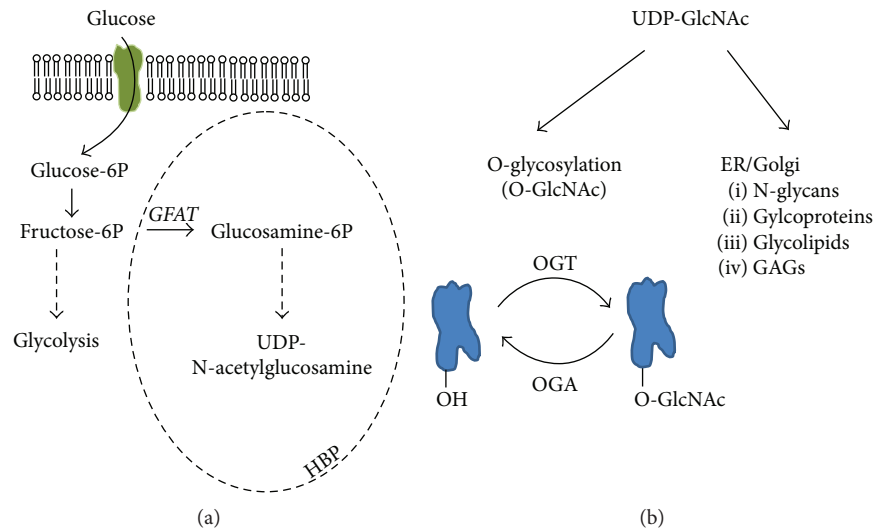 Glucose
Glucose-6P
Fructose-6P
GFAT
Glucosamine-6P
Glycolysis
UDP-
N-acetylglucosamine
HBP
(a)
UDP-GlcNAc
O-glycosylation
(O-GlcNAc)
ER/Golgi
(i) N-glycans
(ii) Gylcoproteins
(iii) Glycolipids
(iv) GAGs
OGT
OGA
OH
O-GlcNAc
(b)